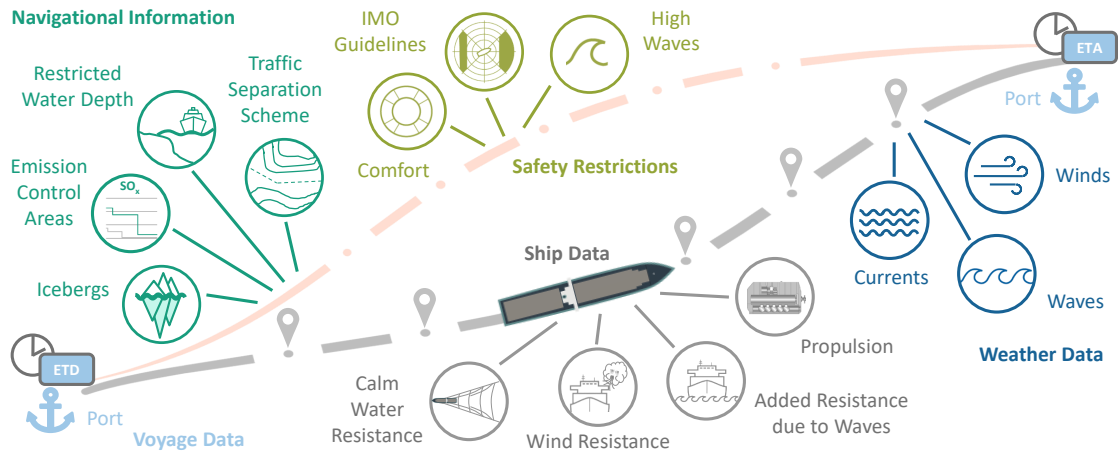 Navigational Information
Restricted
Water Depth
Traffic
Separation
Scheme
Emission
Control
Areas
SOx
Icebergs
IMO
Guidelines
High
Waves
Comfort
Safety Restrictions
ETA
Port
Winds
Currents
Waves
Weather Data
Ship Data
Propulsion
Calm
Water
Resistance
Wind Resistance
Added Resistance
due to Waves
ETD
Port
Voyage Data